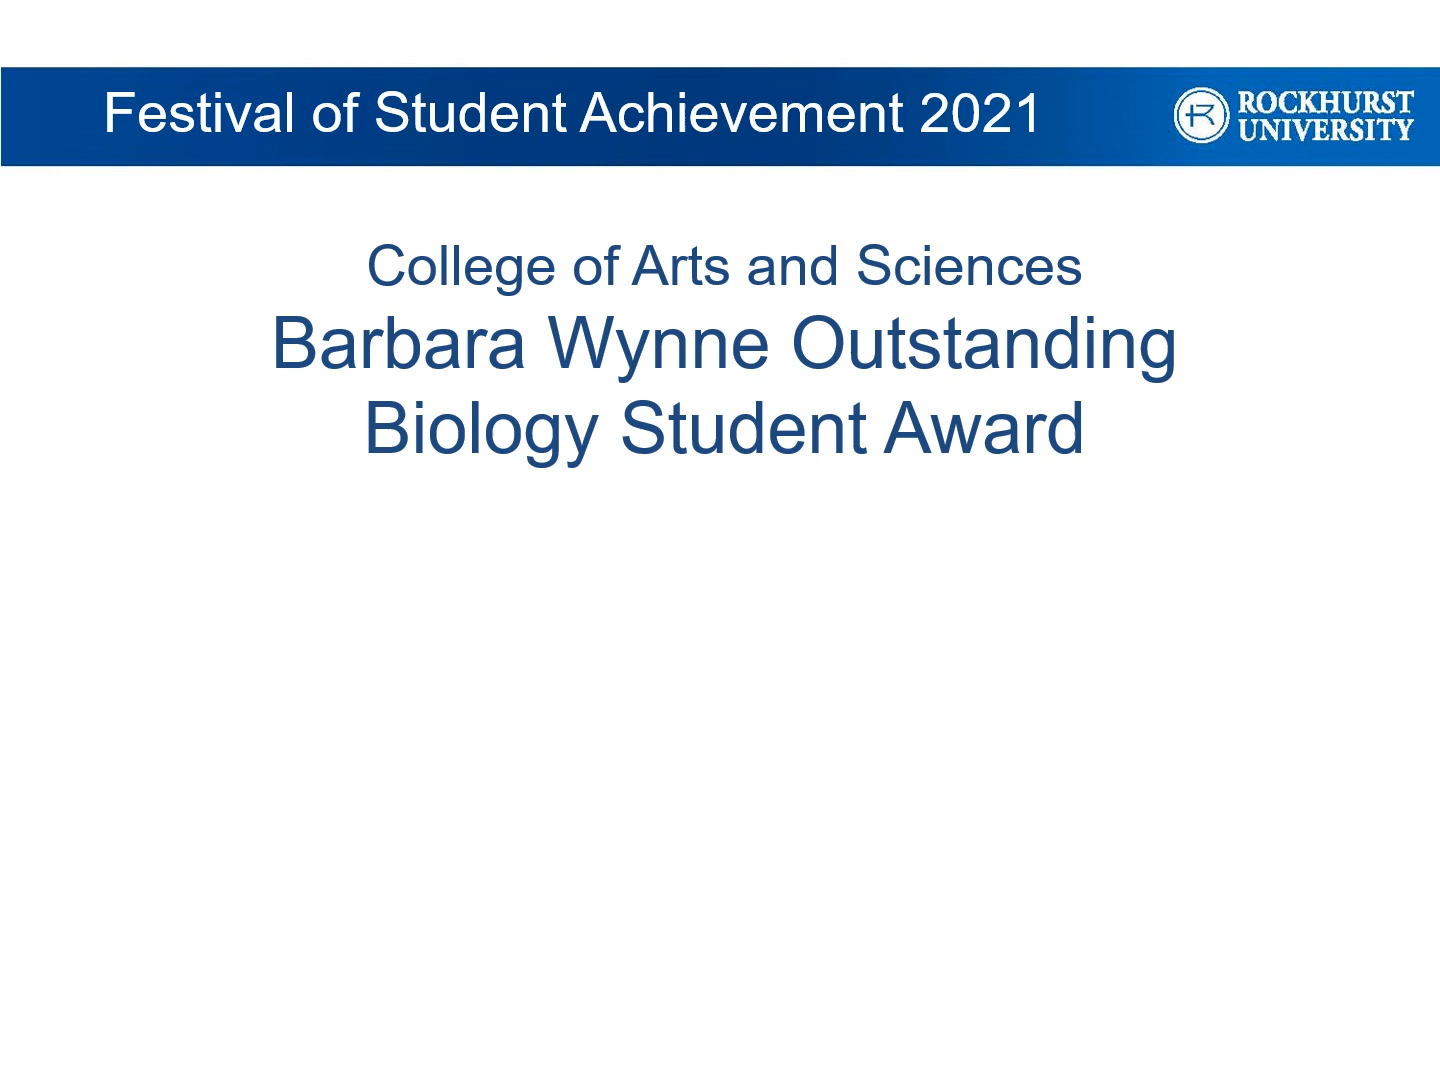 Festival of Student Achievement 2021
ROCKHURST
UNIVERSITY
College of Arts and Sciences
Barbara Wynne Outstanding
Biology Student Award